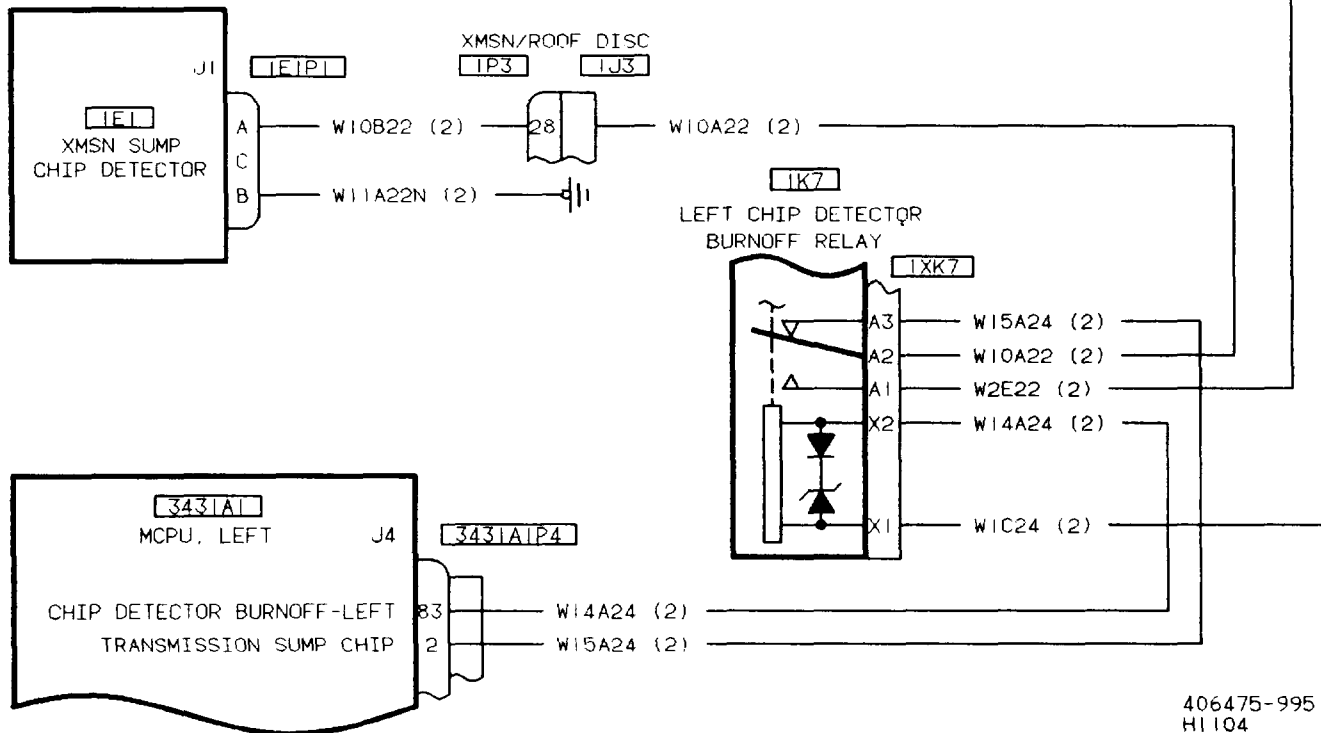 XMSN/ROOF DISC
J1 1E1P1 1P3 1J3
1E1
XMSN SUMP
CHIP DETECTOR
A W10B22 (2) 28 W10A22 (2)
C
B W11A22N (2)
1K7
LEFT CHIP DETECTOR
BURNOFF RELAY
1XK7
A3 W15A24 (2)
A2 W10A22 (2)
A1 W2E22 (2)
X2 W14A24 (2)
X1 W1C24 (2)
3431A1
MCPU, LEFT J4 3431A1P4
CHIP DETECTOR BURNOFF-LEFT 83 W14A24 (2)
TRANSMISSION SUMP CHIP 2 W15A24 (2)
406475-995
H1104